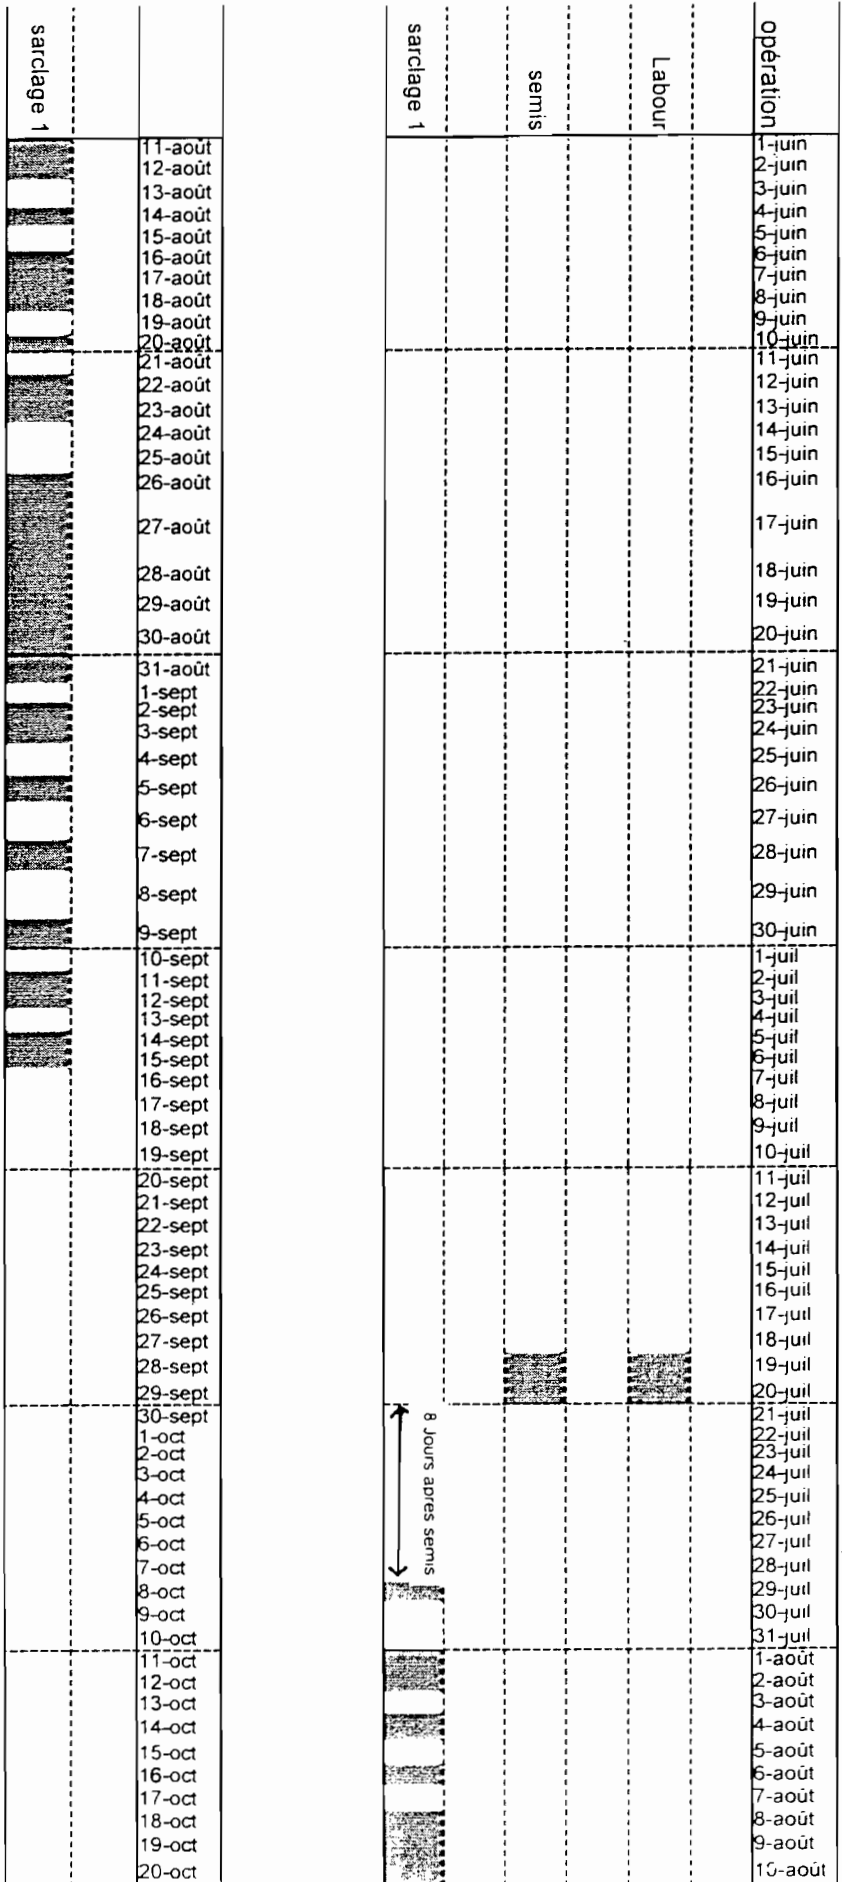 opération
Labour
semis
sarclage 1
1-juin
2-juin
3-juin
4-juin
5-juin
6-juin
7-juin
8-juin
9-juin
10-juin
11-juin
12-juin
13-juin
14-juin
15-juin
16-juin
17-juin
18-juin
19-juin
20-juin
21-juin
22-juin
23-juin
24-juin
25-juin
26-juin
27-juin
28-juin
29-juin
30-juin
1-juil
2-juil
3-juil
4-juil
5-juil
6-juil
7-juil
8-juil
9-juil
10-juil
11-juil
12-juil
13-juil
14-juil
15-juil
16-juil
17-juil
18-juil
19-juil
20-juil
21-juil
22-juil
23-juil
24-juil
25-juil
26-juil
27-juil
28-juil
29-juil
30-juil
31-juil
1-août
2-août
3-août
4-août
5-août
6-août
7-août
8-août
9-août
10-août
8 Jours apres semis
sarclage 1
11-août
12-août
13-août
14-août
15-août
16-août
17-août
18-août
19-août
20-août
21-août
22-août
23-août
24-août
25-août
26-août
27-août
28-août
29-août
30-août
31-août
1-sept
2-sept
3-sept
4-sept
5-sept
6-sept
7-sept
8-sept
9-sept
10-sept
11-sept
12-sept
13-sept
14-sept
15-sept
16-sept
17-sept
18-sept
19-sept
20-sept
21-sept
22-sept
23-sept
24-sept
25-sept
26-sept
27-sept
28-sept
29-sept
30-sept
1-oct
2-oct
3-oct
4-oct
5-oct
6-oct
7-oct
8-oct
9-oct
10-oct
11-oct
12-oct
13-oct
14-oct
15-oct
16-oct
17-oct
18-oct
19-oct
20-oct